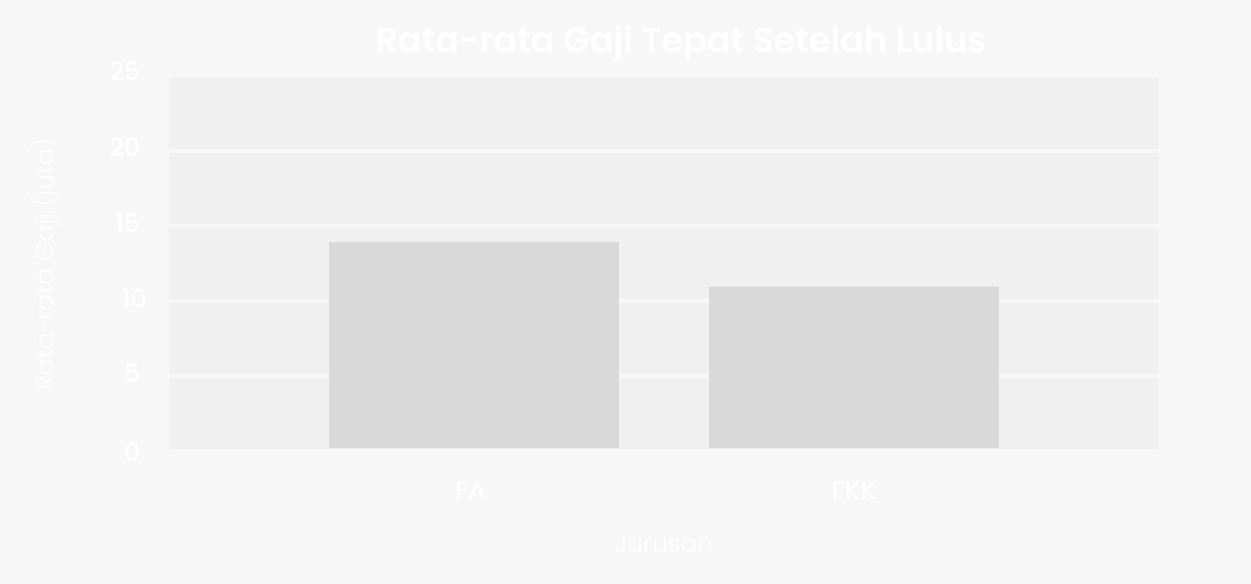 Rata-rata Gaji Tepat Setelah Lulus
25
20
15
10
5
0
Rata-rata Gaji (juta)
FA
FKK
Jurusan